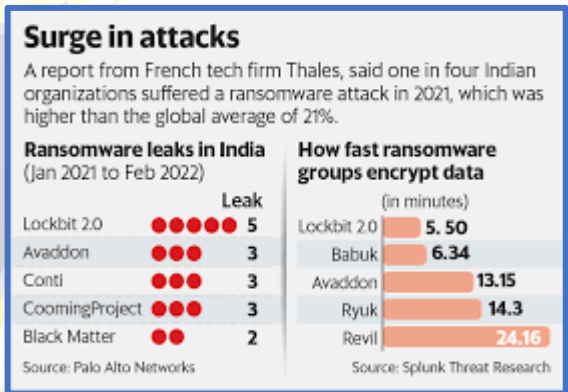 Surge in attacks
A report from French tech firm Thales, said one in four Indian
organizations suffered a ransomware attack in 2021, which was
higher than the global average of 21%.
Ransomware leaks in India
(Jan 2021 to Feb 2022)
Leak
Lockbit 2.0 5
Avaddon 3
Conti 3
CoomingProject 3
Black Matter 2
Source: Palo Alto Networks
How fast ransomware
groups encrypt data
(in minutes)
Lockbit 2.0 5. 50
Babuk 6.34
Avaddon 13.15
Ryuk 14.3
Revil 24.16
Source: Splunk Threat Research